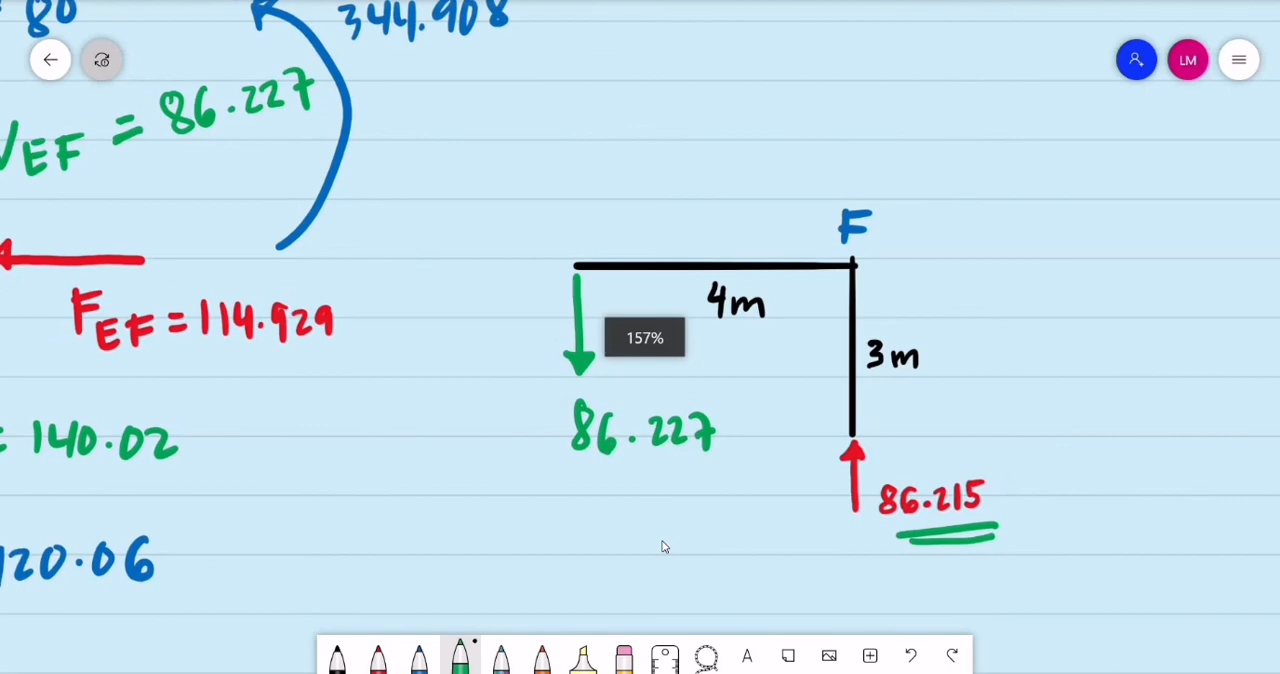 80
344.908
VEF = 86.227
F
4m
FEF = 114.929
157%
3m
= 140.02
86.227
86.215
20.06
LM
A